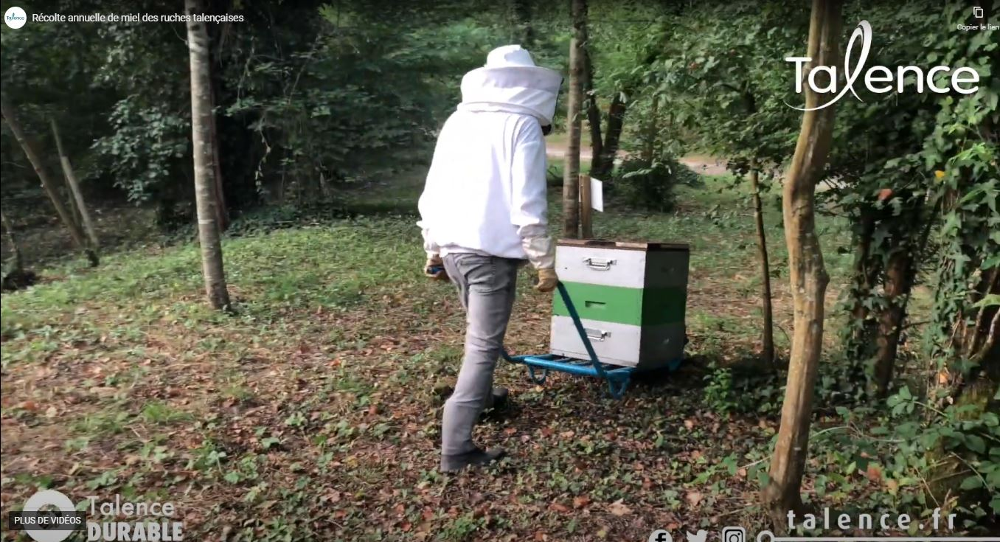 Récolte annuelle de miel des ruches talençaises
Copier le lien
Talence
PLUS DE VIDÉOS
Talence
DURABLE
talence.fr